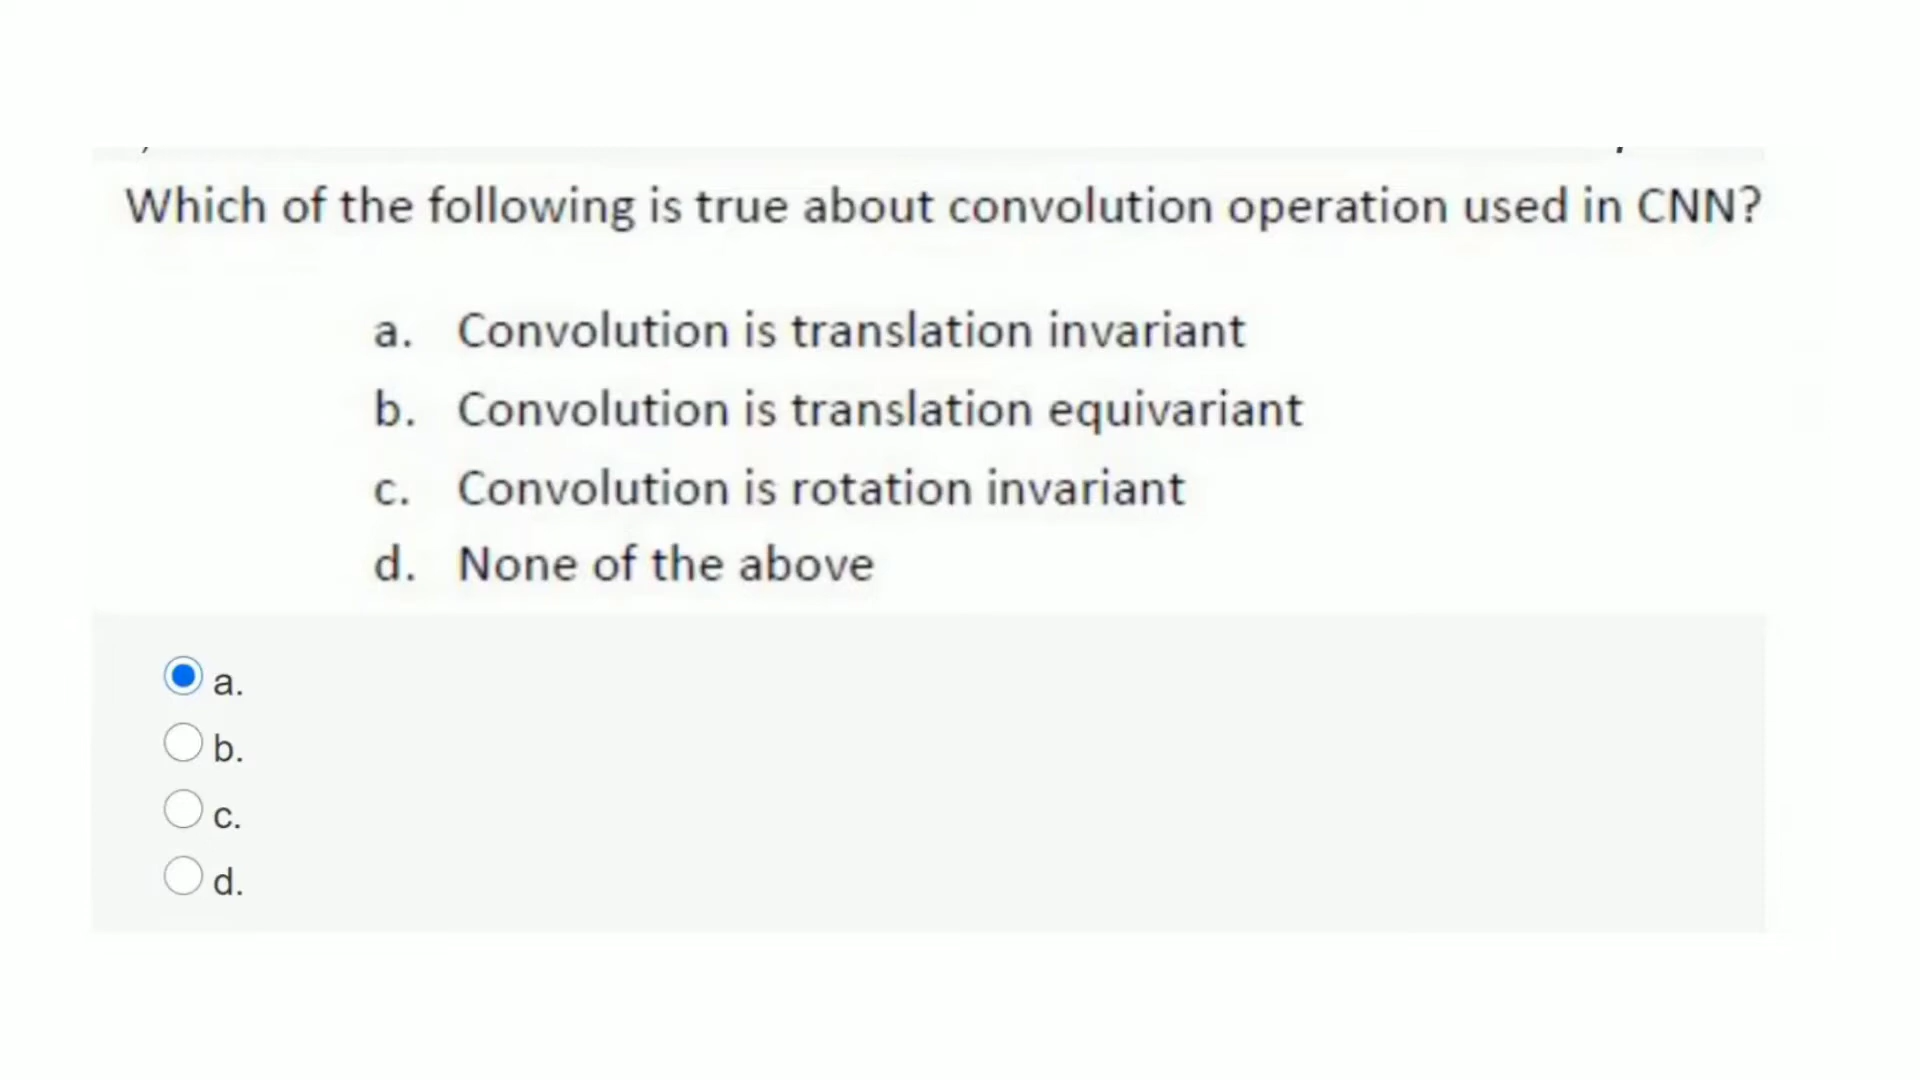 Which of the following is true about convolution operation used in CNN?
a. Convolution is translation invariant
b. Convolution is translation equivariant
c. Convolution is rotation invariant
d. None of the above
a.
b.
c.
d.